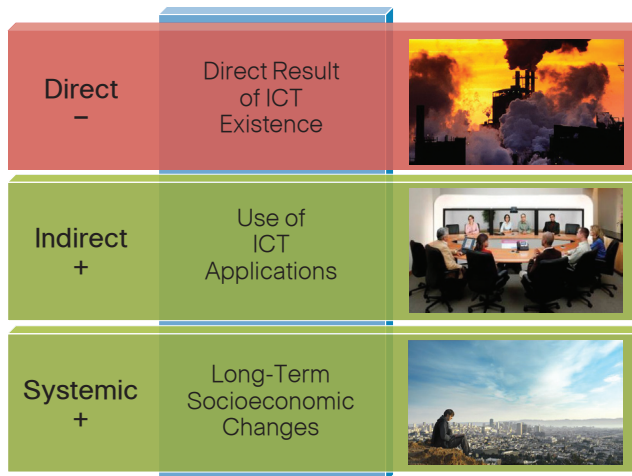 Direct
–
Direct Result
of ICT
Existence
Indirect
+
Use of
ICT
Applications
Systemic
+
Long-Term
Socioeconomic
Changes